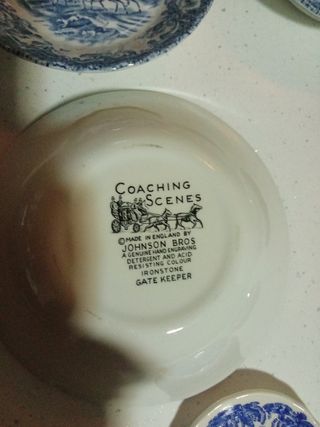 COACHING
SCENES
©MADE IN ENGLAND BY
JOHNSON BROS
A GENUINE HAND ENGRAVING
DETERGENT AND ACID
RESISTING COLOUR
IRONSTONE
GATE KEEPER